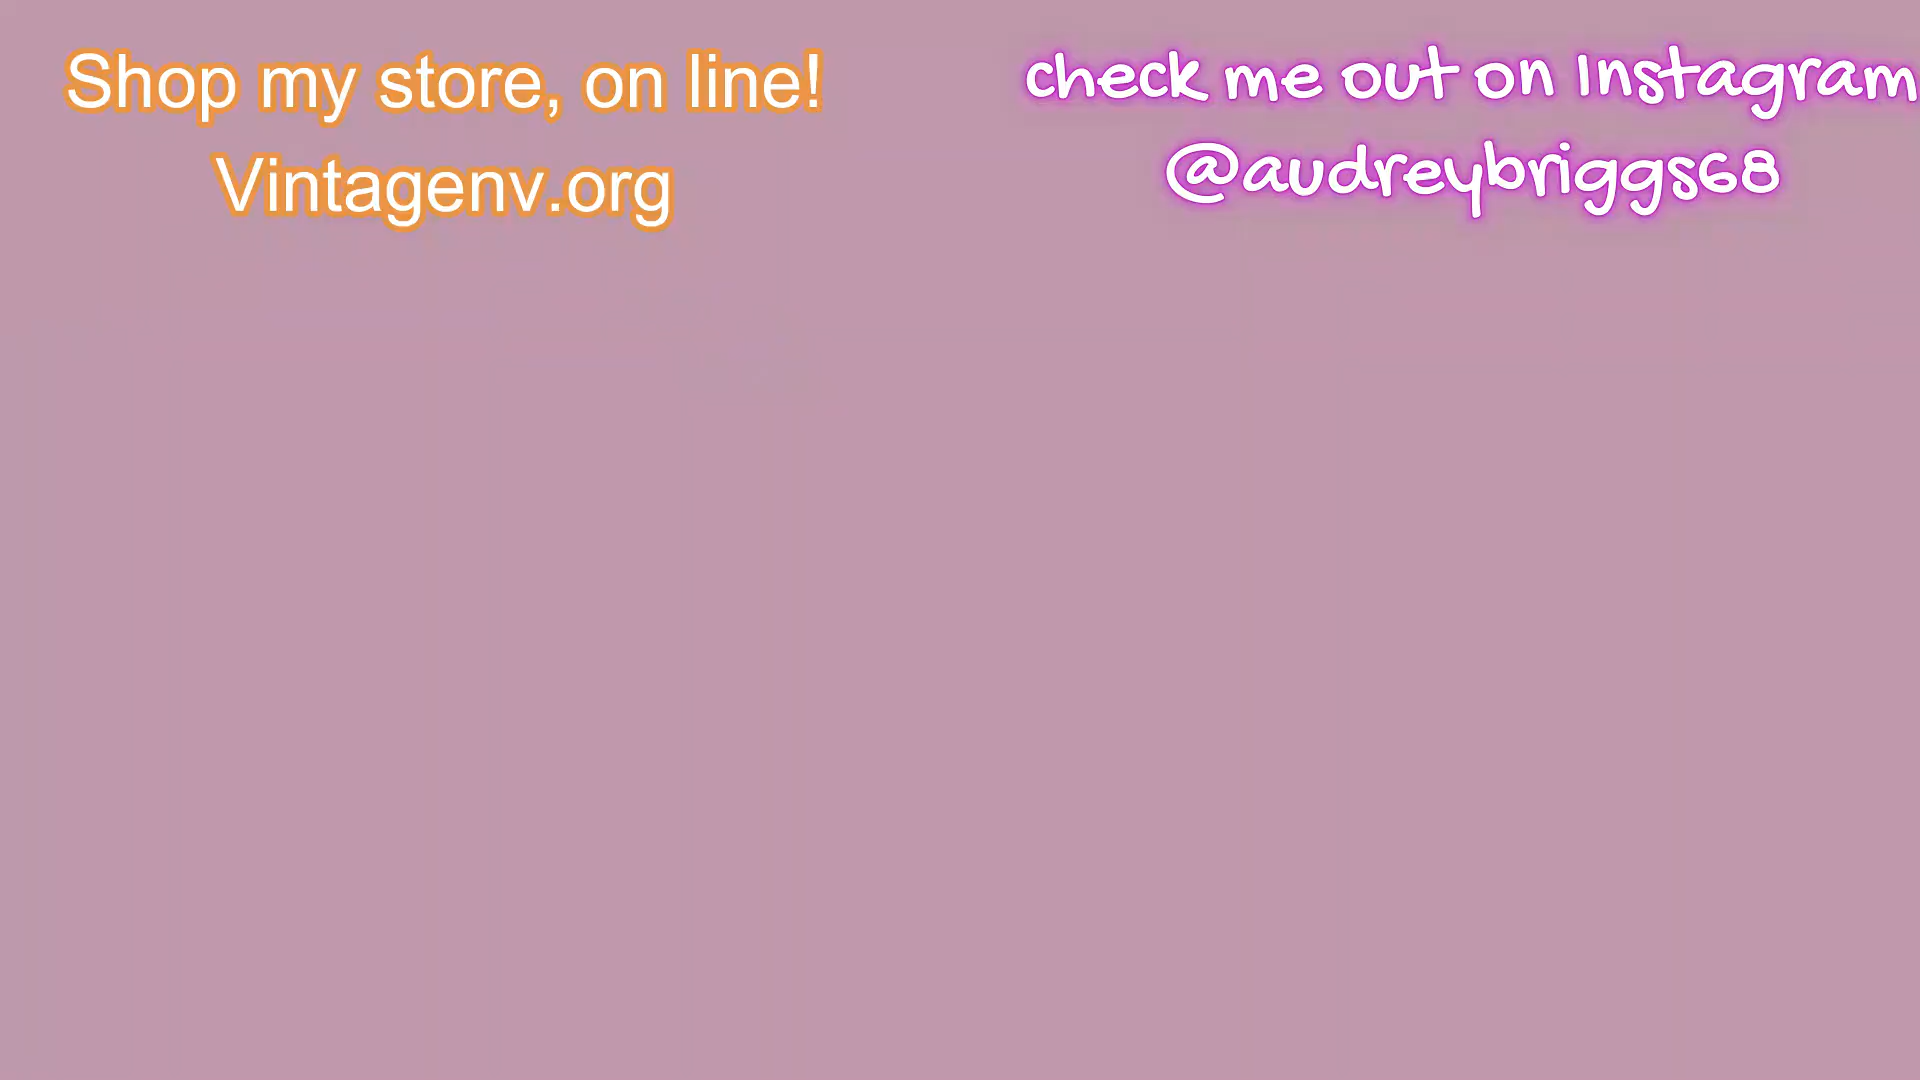 Shop my store, on line!
Vintagenv.org
check me out on Instagram
@audreybriggs68